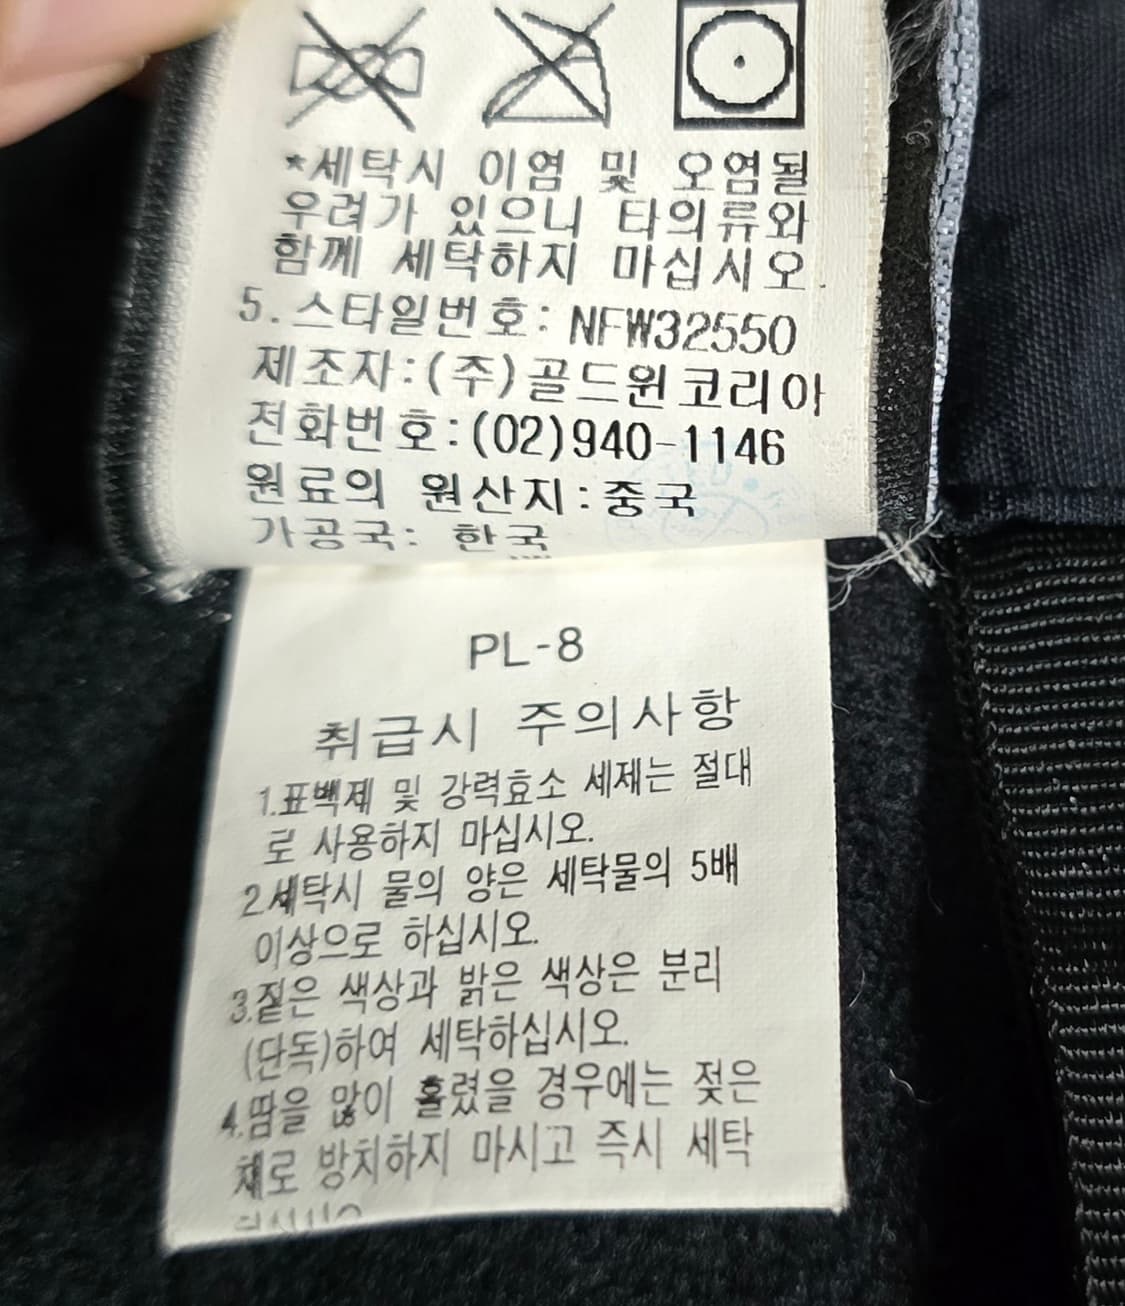 *세탁시 이염 및 오염될
우려가 있으니 타의류와
함께 세탁하지 마십시오.
5.스타일번호: NFW32550
제조자:(주)골드윈코리아
전화번호:(02)940-1146
원료의 원산지:중국
가공국: 한국
PL-8
취급시 주의사항
1.표백제 및 강력효소 세제는 절대
로 사용하지 마십시오.
2.세탁시 물의 양은 세탁물의 5배
이상으로 하십시오.
3.짙은 색상과 밝은 색상은 분리
(단독)하여 세탁하십시오.
4.땀을 많이 흘렸을 경우에는 젖은
채로 방치하지 마시고 즉시 세탁